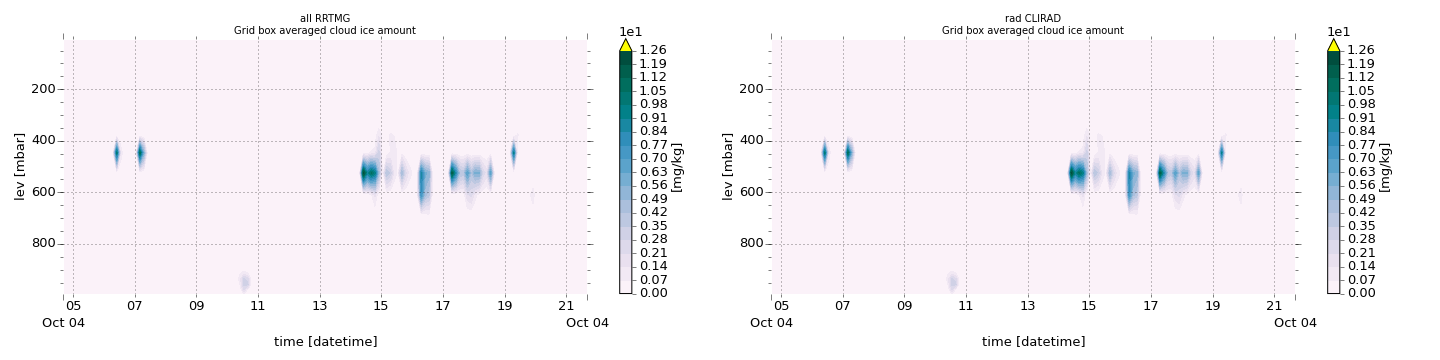 all RRTMG
Grid box averaged cloud ice amount
1e1
1.26
1.19
1.12
1.05
0.98
0.91
0.84
0.77
0.70
0.63
0.56
0.49
0.42
0.35
0.28
0.21
0.14
0.07
0.00
[mg/kg]
200
400
600
800
lev [mbar]
05 07 09 11 13 15 17 19 21
Oct 04 Oct 04
time [datetime]
rad CLIRAD
Grid box averaged cloud ice amount
1e1
1.26
1.19
1.12
1.05
0.98
0.91
0.84
0.77
0.70
0.63
0.56
0.49
0.42
0.35
0.28
0.21
0.14
0.07
0.00
[mg/kg]
200
400
600
800
lev [mbar]
05 07 09 11 13 15 17 19 21
Oct 04 Oct 04
time [datetime]